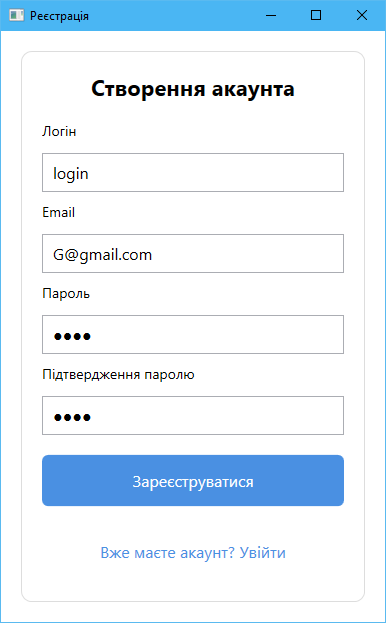 Реєстрація
Створення акаунта
Логін
login
Email
G@gmail.com
Пароль
●●●●
Підтвердження паролю
●●●●
Зареєструватися
Вже маєте акаунт? Увійти